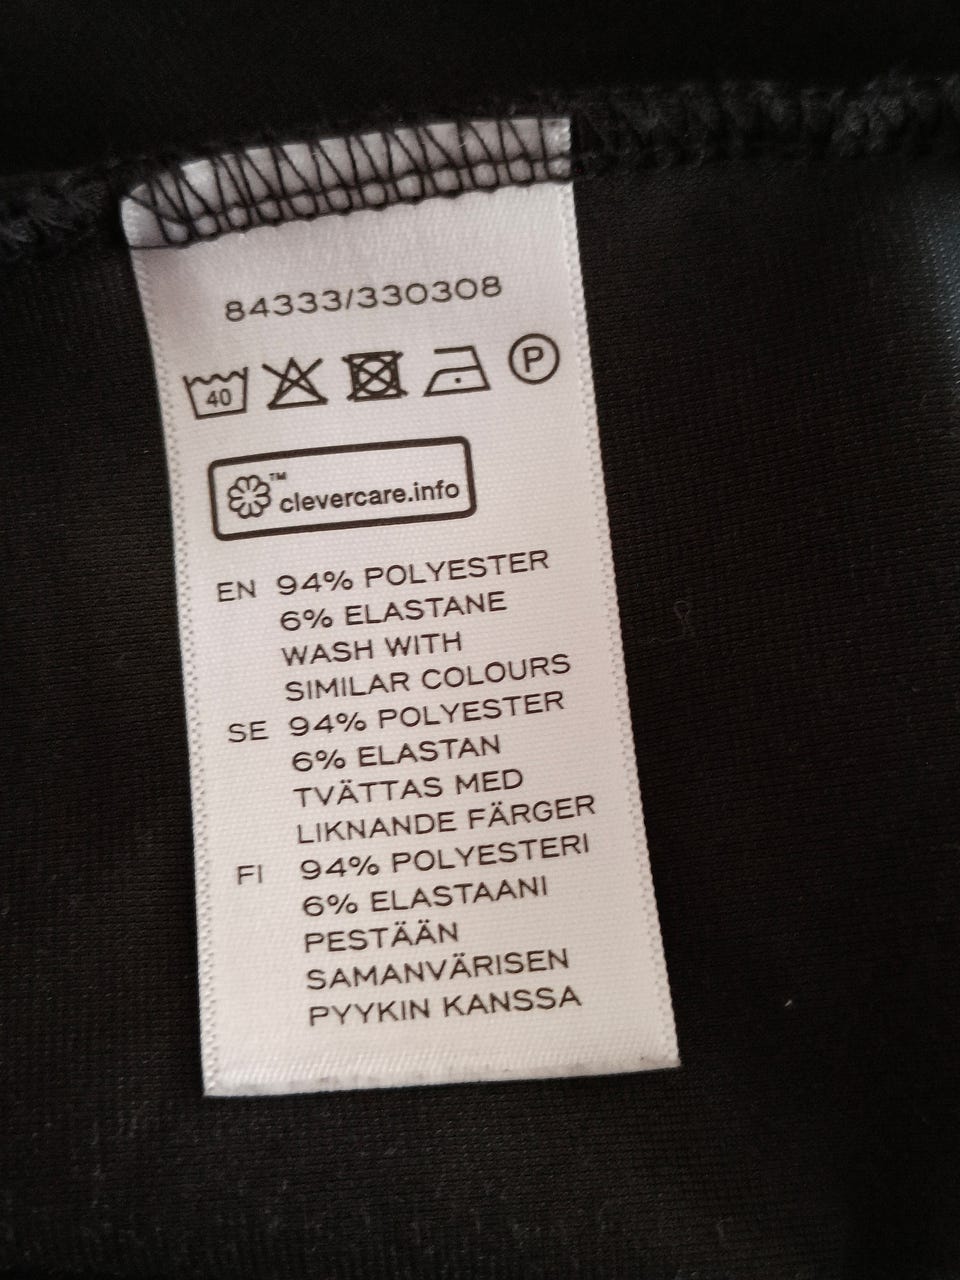 84333/330308
40 P
™ clevercare.info
EN 94% POLYESTER
6% ELASTANE
WASH WITH
SIMILAR COLOURS
SE 94% POLYESTER
6% ELASTAN
TVÄTTAS MED
LIKNANDE FÄRGER
FI 94% POLYESTERI
6% ELASTAANI
PESTÄÄN
SAMANVÄRISEN
PYYKIN KANSSA